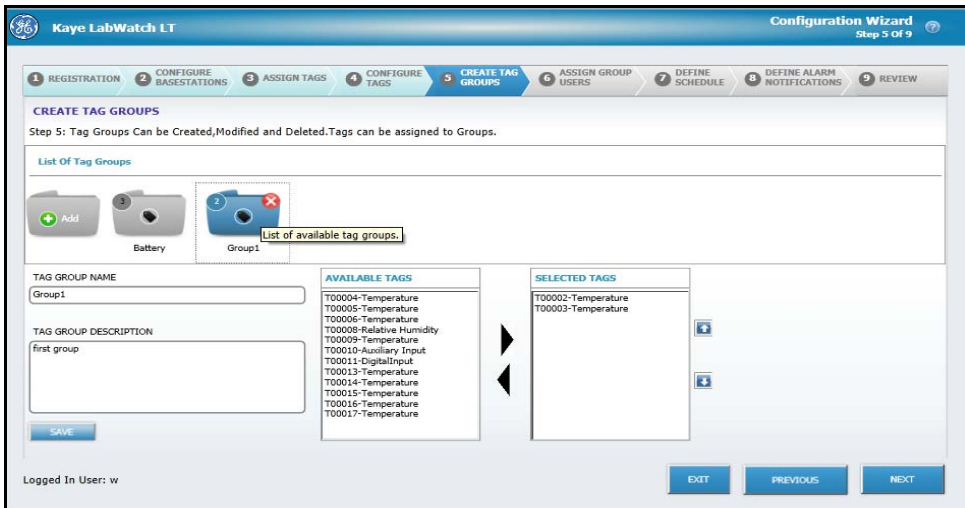 Kaye LabWatch LT
Configuration Wizard
Step 5 Of 9
1 REGISTRATION
2 CONFIGURE BASESTATIONS
3 ASSIGN TAGS
4 CONFIGURE TAGS
5 CREATE TAG GROUPS
6 ASSIGN GROUP USERS
7 DEFINE SCHEDULE
8 DEFINE ALARM NOTIFICATIONS
9 REVIEW
CREATE TAG GROUPS
Step 5: Tag Groups Can be Created,Modified and Deleted.Tags can be assigned to Groups.
List Of Tag Groups
Add
3
Battery
2
Group1
List of available tag groups.
TAG GROUP NAME
Group1
TAG GROUP DESCRIPTION
first group
SAVE
AVAILABLE TAGS
T00004-Temperature
T00005-Temperature
T00006-Temperature
T00008-Relative Humidity
T00009-Temperature
T00010-Auxiliary Input
T00011-DigitalInput
T00013-Temperature
T00014-Temperature
T00015-Temperature
T00016-Temperature
T00017-Temperature
SELECTED TAGS
T00002-Temperature
T00003-Temperature
Logged In User: w
EXIT
PREVIOUS
NEXT